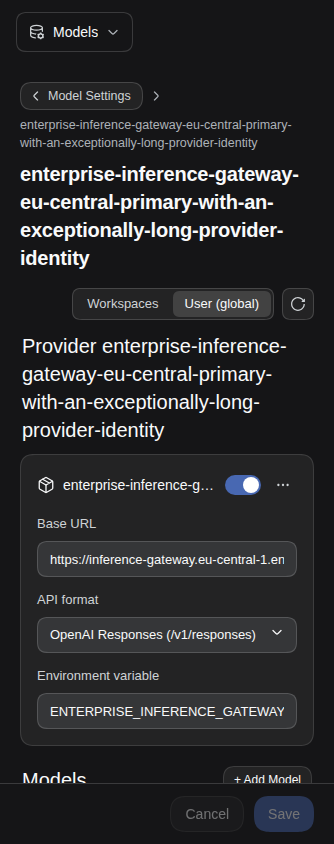 Models
Model Settings
enterprise-inference-gateway-eu-central-primary-
with-an-exceptionally-long-provider-identity
enterprise-inference-gateway-
eu-central-primary-with-an-
exceptionally-long-provider-
identity
Workspaces
User (global)
Provider enterprise-inference-
gateway-eu-central-primary-
with-an-exceptionally-long-
provider-identity
enterprise-inference-g...
Base URL
https://inference-gateway.eu-central-1.en
API format
OpenAI Responses (/v1/responses)
Environment variable
ENTERPRISE_INFERENCE_GATEWAY
Models
+ Add Model
Cancel
Save